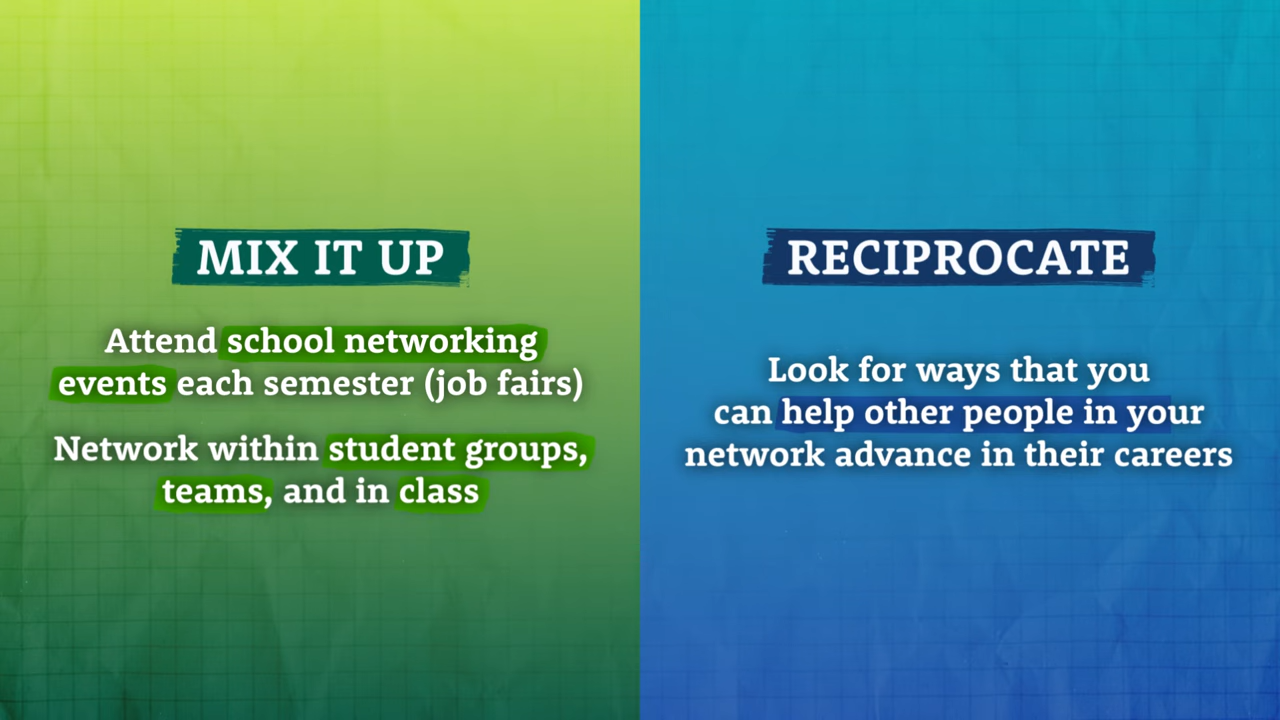 MIX IT UP
Attend school networking
events each semester (job fairs)
Network within student groups,
teams, and in class
RECIPROCATE
Look for ways that you
can help other people in your
network advance in their careers